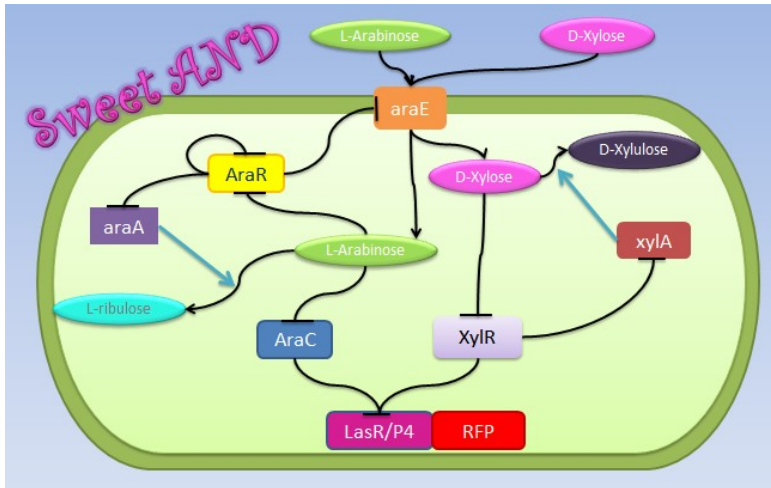 L-Arabinose
D-Xylose
Sweet AND
araE
D-Xylulose
AraR
D-Xylose
araA
xylA
L-Arabinose
L-ribulose
AraC
XylR
LasR/P4
RFP